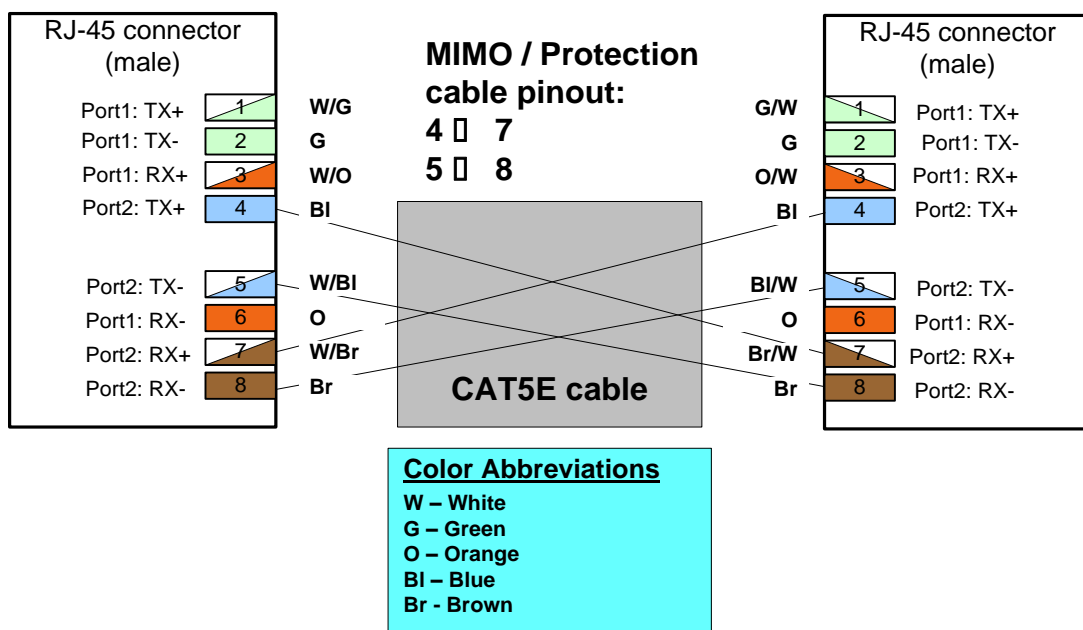 RJ-45 connector
(male)
Port1: TX+ 1 W/G
Port1: TX- 2 G
Port1: RX+ 3 W/O
Port2: TX+ 4 Bl
Port2: TX- 5 W/Bl
Port1: RX- 6 O
Port2: RX+ 7 W/Br
Port2: RX- 8 Br
MIMO / Protection
cable pinout:
4 ▯ 7
5 ▯ 8
CAT5E cable
RJ-45 connector
(male)
G/W 1 Port1: TX+
G 2 Port1: TX-
O/W 3 Port1: RX+
Bl 4 Port2: TX+
Bl/W 5 Port2: TX-
O 6 Port1: RX-
Br/W 7 Port2: RX+
Br 8 Port2: RX-
Color Abbreviations
W – White
G – Green
O – Orange
Bl – Blue
Br - Brown